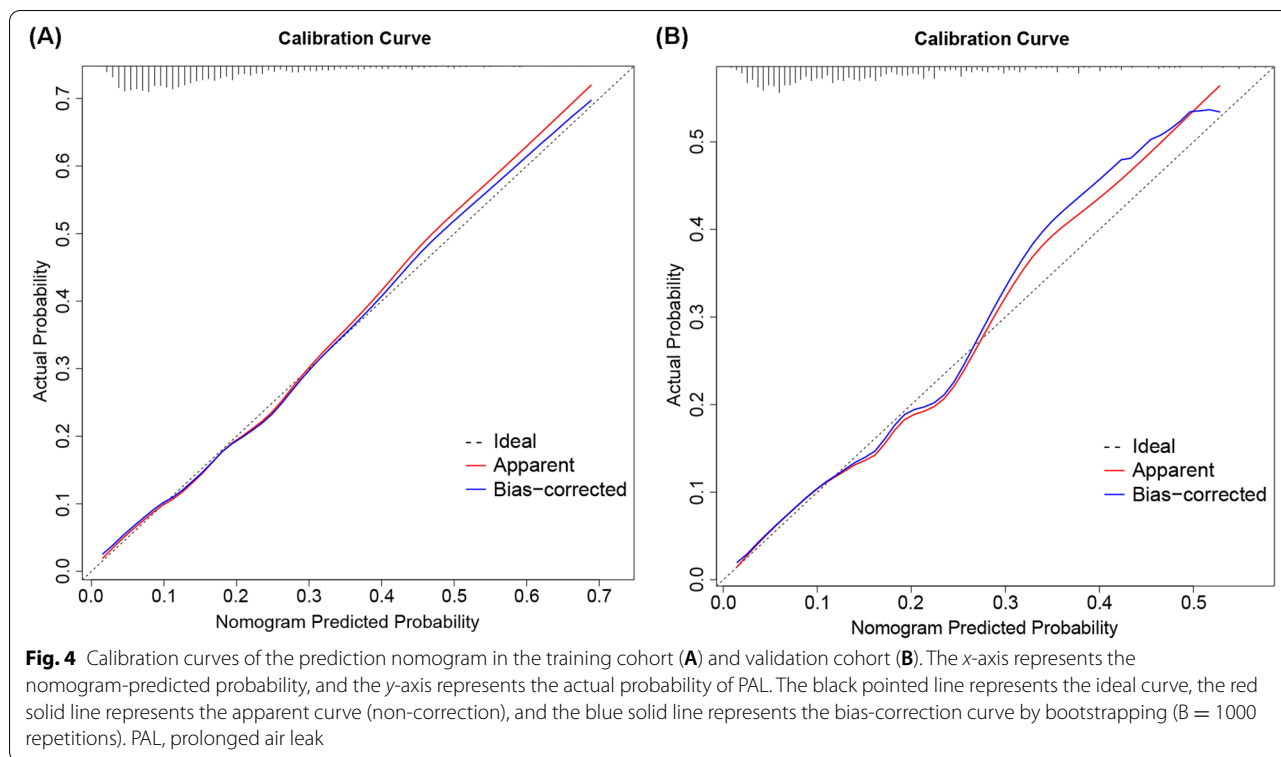 (A)
Calibration Curve
0.0
0.1
0.2
0.3
0.4
0.5
0.6
0.7
Actual Probability
Ideal
Apparent
Bias−corrected
0.0 0.1 0.2 0.3 0.4 0.5 0.6 0.7
Nomogram Predicted Probability
(B)
Calibration Curve
0.0
0.1
0.2
0.3
0.4
0.5
Actual Probability
Ideal
Apparent
Bias−corrected
0.0 0.1 0.2 0.3 0.4 0.5
Nomogram Predicted Probability
Fig. 4 Calibration curves of the prediction nomogram in the training cohort (A) and validation cohort (B). The x-axis represents the
nomogram-predicted probability, and the y-axis represents the actual probability of PAL. The black pointed line represents the ideal curve, the red
solid line represents the apparent curve (non-correction), and the blue solid line represents the bias-correction curve by bootstrapping (B = 1000
repetitions). PAL, prolonged air leak